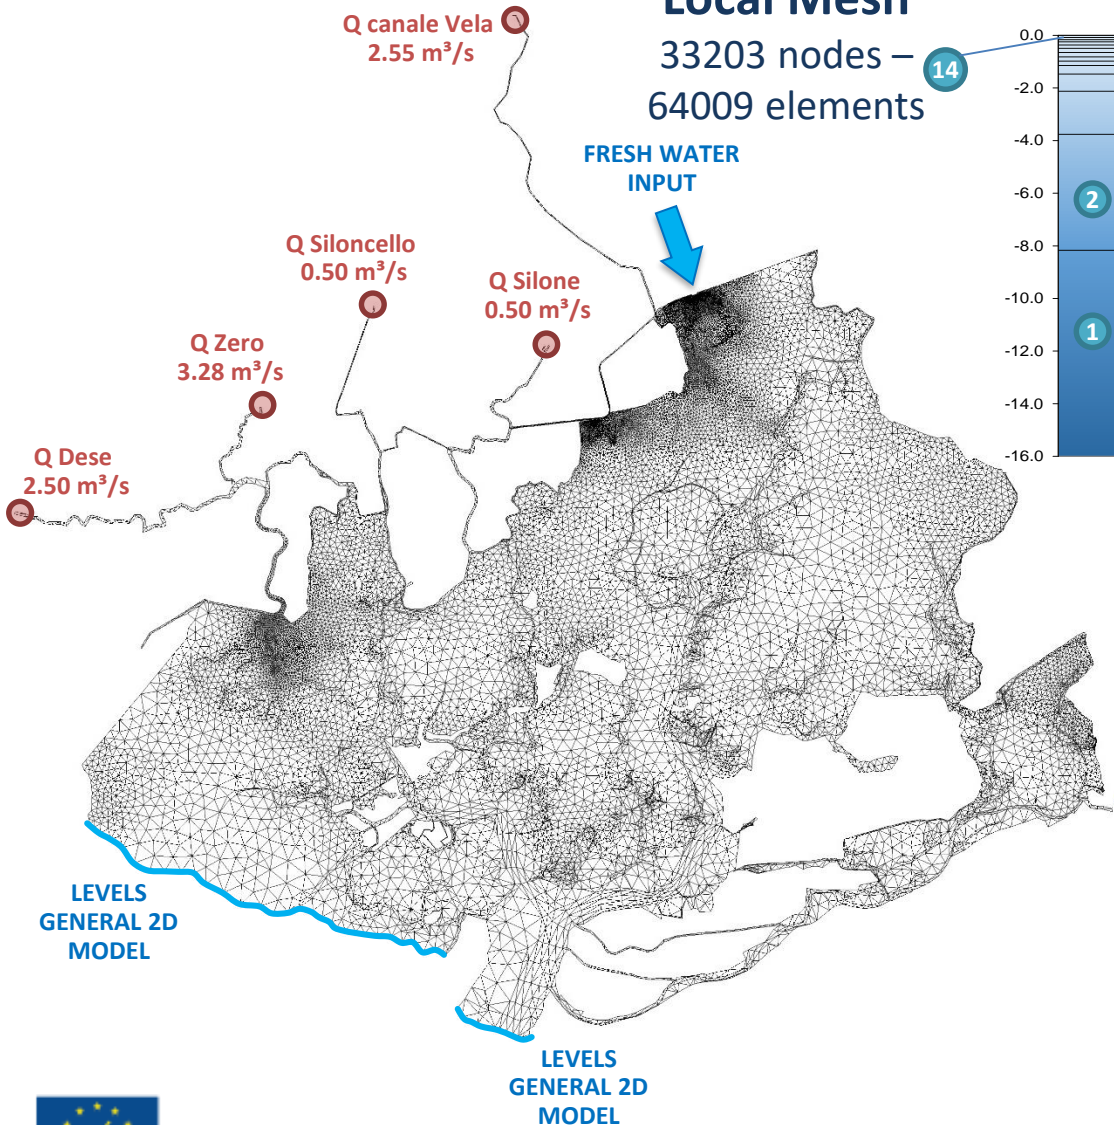 Local Mesh
33203 nodes –
64009 elements
14
Q canale Vela
2.55 m³/s
FRESH WATER
INPUT
Q Siloncello
0.50 m³/s
Q Silone
0.50 m³/s
Q Zero
3.28 m³/s
Q Dese
2.50 m³/s
0.0
-2.0
-4.0
-6.0
-8.0
-10.0
-12.0
-14.0
-16.0
2
1
LEVELS
GENERAL 2D
MODEL
LEVELS
GENERAL 2D
MODEL